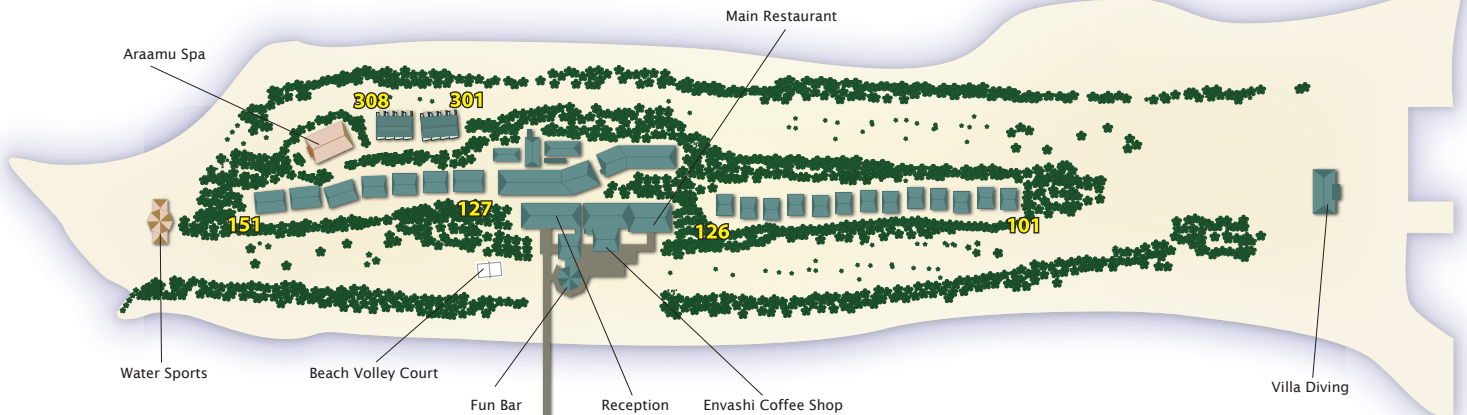 Main Restaurant
Araamu Spa
308
301
151
127
126
101
Water Sports
Beach Volley Court
Fun Bar
Reception
Envashi Coffee Shop
Villa Diving